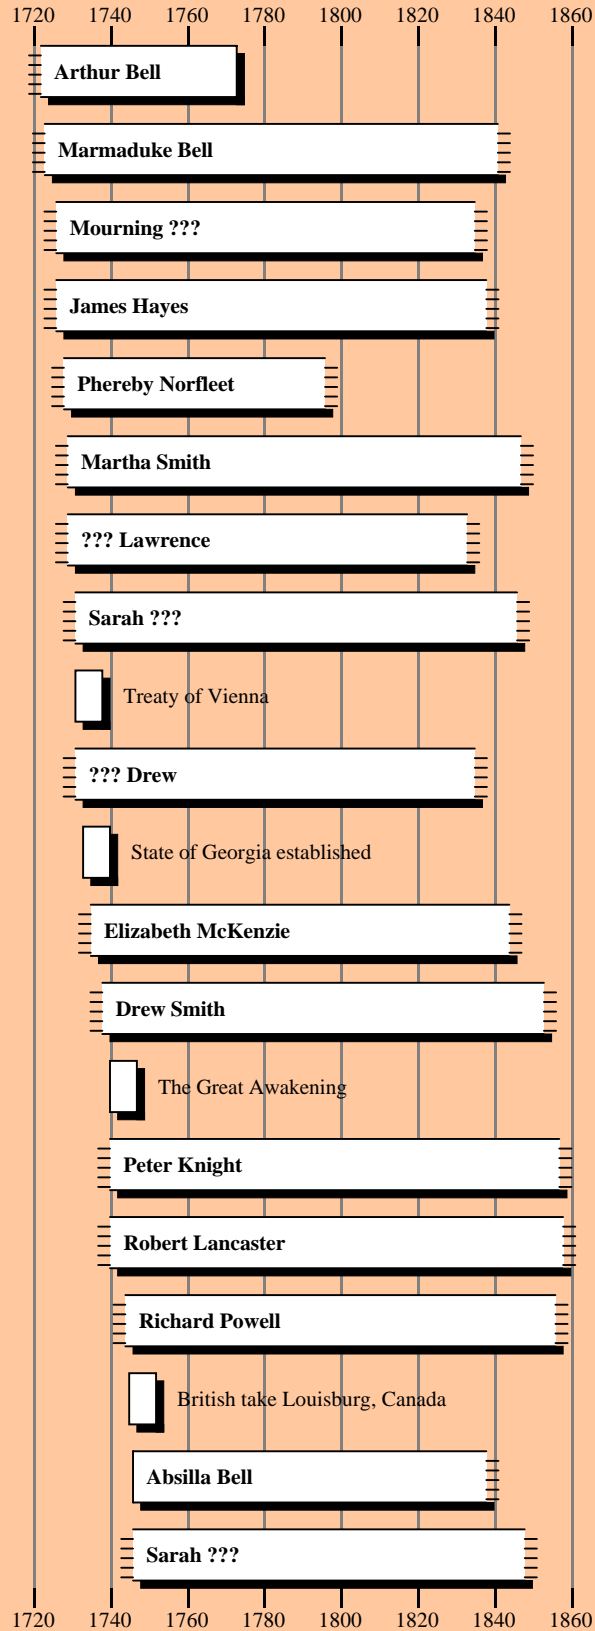 1720 1740 1760 1780 1800 1820 1840 1860
Arthur Bell
Marmaduke Bell
Mourning ???
James Hayes
Phereby Norfleet
Martha Smith
??? Lawrence
Sarah ???
Treaty of Vienna
??? Drew
State of Georgia established
Elizabeth McKenzie
Drew Smith
The Great Awakening
Peter Knight
Robert Lancaster
Richard Powell
British take Louisburg, Canada
Absilla Bell
Sarah ???
1720 1740 1760 1780 1800 1820 1840 1860